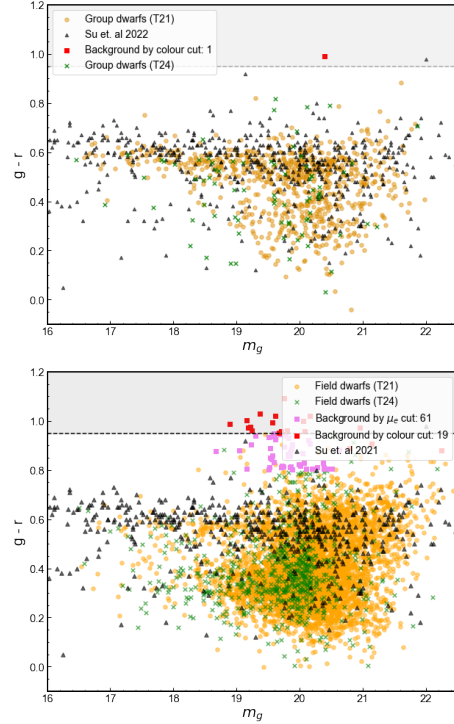 1.2
1.0
0.8
0.6
0.4
0.2
0.0
g - r
Group dwarfs (T21)
Su et. al 2022
Background by colour cut: 1
Group dwarfs (T24)
16 17 18 19 20 21 22
m_g
1.2
1.0
0.8
0.6
0.4
0.2
0.0
g - r
Field dwarfs (T21)
Field dwarfs (T24)
Background by μ_e cut: 61
Background by colour cut: 19
Su et. al 2021
16 17 18 19 20 21 22
m_g